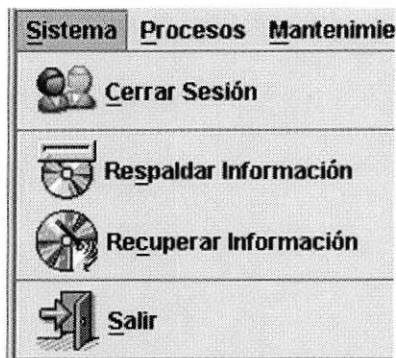 Sistema Procesos Mantenimie
Cerrar Sesión
Respaldar Información
Recuperar Información
Salir